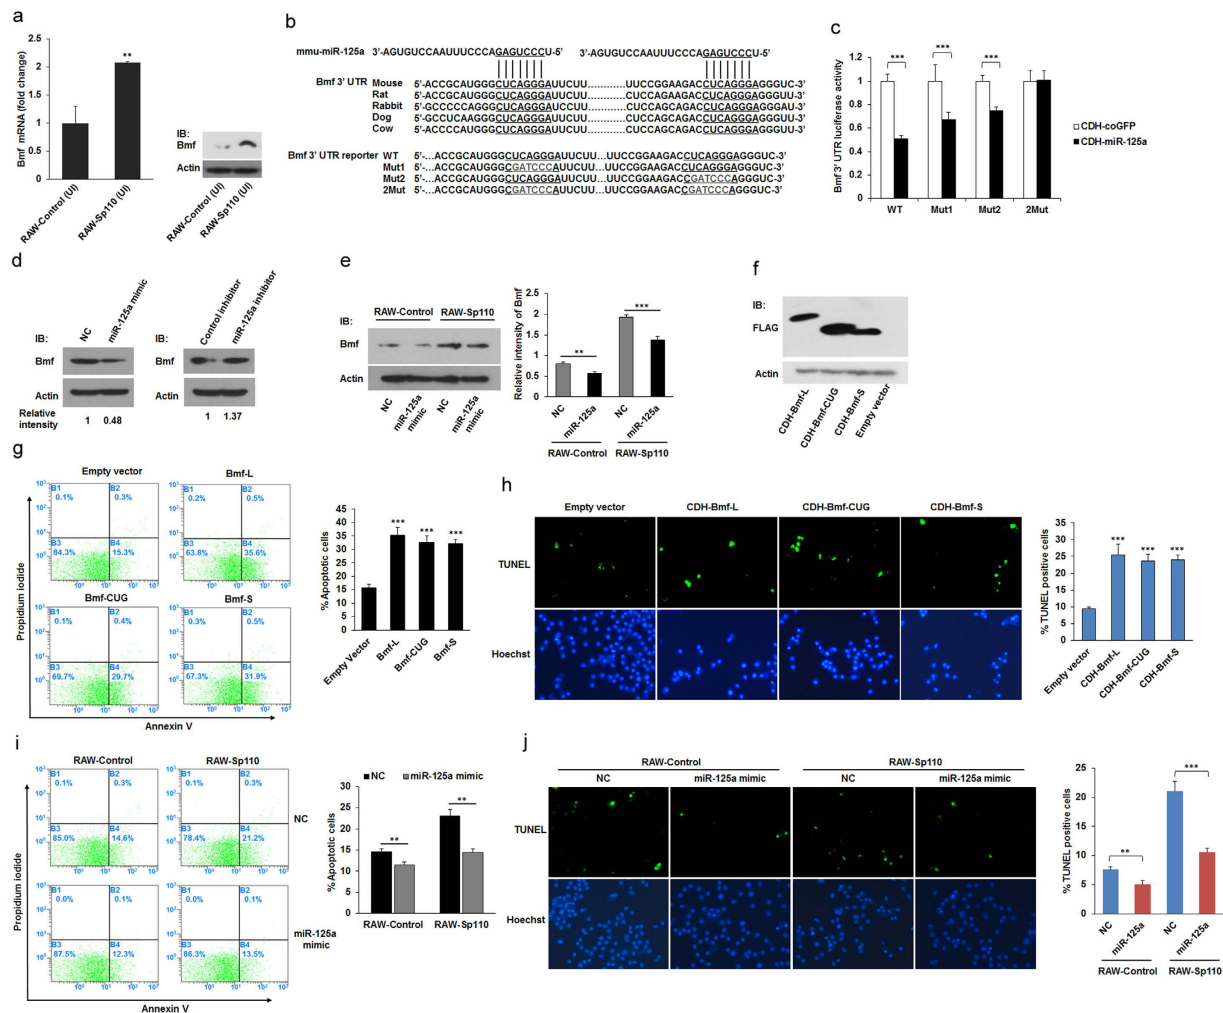 a
Bmf mRNA (fold change)
2.5
2
1.5
1
0.5
0
**
RAW-Control (UI)
RAW-Sp110 (UI)
IB:
Bmf
Actin
RAW-Control (UI)
RAW-Sp110 (UI)
b
mmu-miR-125a 3'-AGUGUCCAAUUUCCCAGAGUCCCU-5' 3'-AGUGUCCAAUUUCCCAGAGUCCCU-5'
Bmf 3' UTR Mouse 5'-ACCGCAUGGGCUCAGGGAUUCUU............UUCCGGAAGACCUCAGGGAGGGUC-3'
Rat 5'-ACCGCAUGGGCUCAGGGAUUCUU............CUCCGGAAGACCUCAGGGAGGGUU-3'
Rabbit 5'-GCCCCCAGGGCUCAGGGAUUCCUU............CUCCAGCAGACCUCAGGGAGGGAU-3'
Dog 5'-GCCUCAAGGGCUCAGGGAUUCUU............CUCCAGAAGACCUCAGGGAGGGAU-3'
Cow 5'-ACCCCAUGGGCUCAGGGAUUCUU............CUCCAGAAGACCUCAGGGAGGGAU-3'
Bmf 3' UTR reporter WT 5'-...ACCGCAUGGGCUCAGGGAUUCUU...UUCCGGAAGACCUCAGGGAGGGUC-3'
Mut1 5'-...ACCGCAUGGGCGATCCCAUUCUU...UUCCGGAAGACCUCAGGGAGGGUC-3'
Mut2 5'-...ACCGCAUGGGCUCAGGGAUUCUU...UUCCGGAAGACCGATCCCAGGGUC-3'
2Mut 5'-...ACCGCAUGGGCGATCCCAUUCUU...UUCCGGAAGACCGATCCCAGGGUC-3'
c
Bmf 3' UTR luciferase activity
1.2
1
0.8
0.6
0.4
0.2
0
*** *** ***
WT Mut1 Mut2 2Mut
CDH-coGFP
CDH-miR-125a
d
NC
miR-125a mimic
IB:
Bmf
Actin
Relative intensity
1 0.48
Control inhibitor
miR-125a inhibitor
IB:
Bmf
Actin
1 1.37
e
RAW-Control RAW-Sp110
IB:
Bmf
Actin
NC
miR-125a mimic
NC
miR-125a mimic
Relative intensity of Bmf
2.5
2
1.5
1
0.5
0
**
***
NC
miR-125a
NC
miR-125a
RAW-Control RAW-Sp110
f
IB:
FLAG
Actin
CDH-Bmf-L
CDH-Bmf-CUG
CDH-Bmf-S
Empty vector
g
Empty vector Bmf-L
B1 0.1% B2 0.3%
B3 84.3% B4 15.3%
B1 0.2% B2 0.5%
B3 63.8% B4 35.6%
Bmf-CUG Bmf-S
B1 0.1% B2 0.4%
B3 69.7% B4 29.7%
B1 0.3% B2 0.5%
B3 67.3% B4 31.9%
Propidium iodide
Annexin V
% Apoptotic cells
45
40
35
30
25
20
15
10
5
0
*** *** ***
Empty Vector
Bmf-L
Bmf-CUG
Bmf-S
h
Empty vector CDH-Bmf-L CDH-Bmf-CUG CDH-Bmf-S
TUNEL
Hoechst
% TUNEL positive cells
35
30
25
20
15
10
5
0
*** *** ***
Empty vector
CDH-Bmf-L
CDH-Bmf-CUG
CDH-Bmf-S
i
RAW-Control RAW-Sp110
B1 0.1% B2 0.3%
B3 85.0% B4 14.6%
B1 0.1% B2 0.3%
B3 78.4% B4 21.2%
NC
B1 0.0% B2 0.1%
B3 87.5% B4 12.3%
B1 0.0% B2 0.1%
B3 86.3% B4 13.5%
miR-125a mimic
Propidium iodide
Annexin V
NC miR-125a mimic
% Apoptotic cells
30
25
20
15
10
5
0
**
**
RAW-Control RAW-Sp110
j
RAW-Control RAW-Sp110
NC miR-125a mimic NC miR-125a mimic
TUNEL
Hoechst
% TUNEL positive cells
25
20
15
10
5
0
**
***
NC
miR-125a
NC
miR-125a
RAW-Control RAW-Sp110